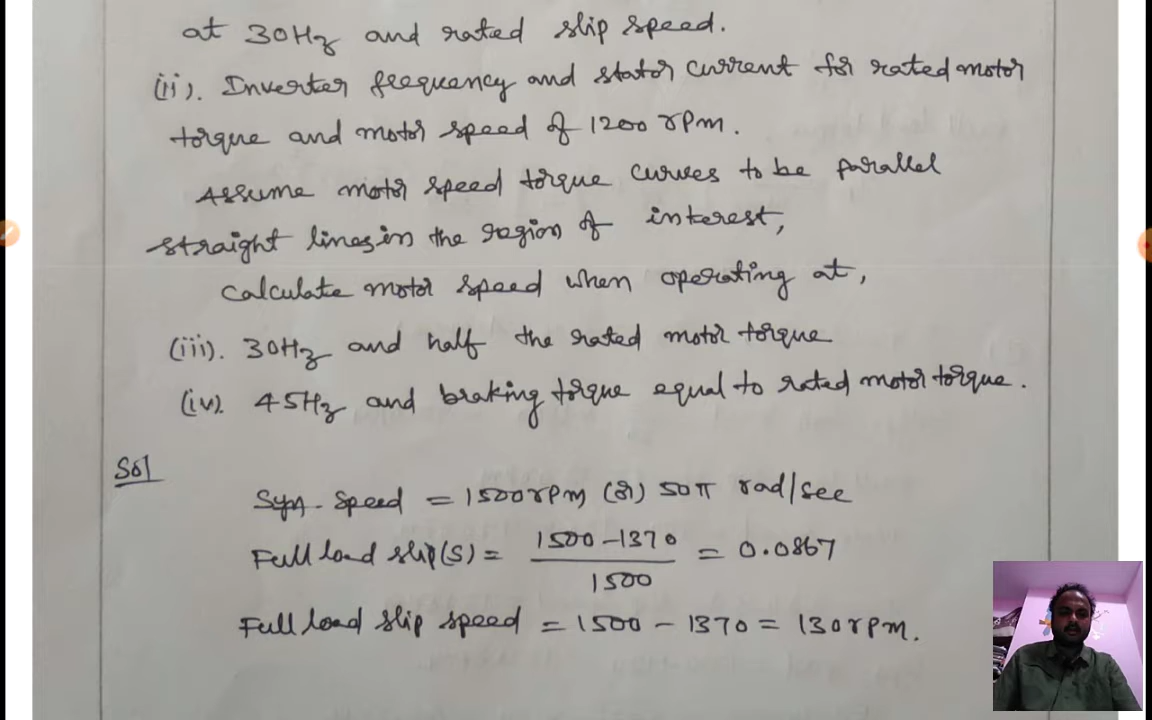 at 30Hz and rated slip speed.
(ii). Inverter frequency and stator current for rated motor
torque and motor speed of 1200 rpm.
Assume motor speed torque curves to be parallel
straight lines in the region of interest,
calculate motor speed when operating at,
(iii). 30Hz and half the rated motor torque
(iv). 45Hz and braking torque equal to rated motor torque.
Sol
Syn. Speed = 1500rpm (or) 50π rad/sec
Full load slip(s) = 1500-1370 / 1500 = 0.0867
Full load slip speed = 1500 - 1370 = 130rpm.